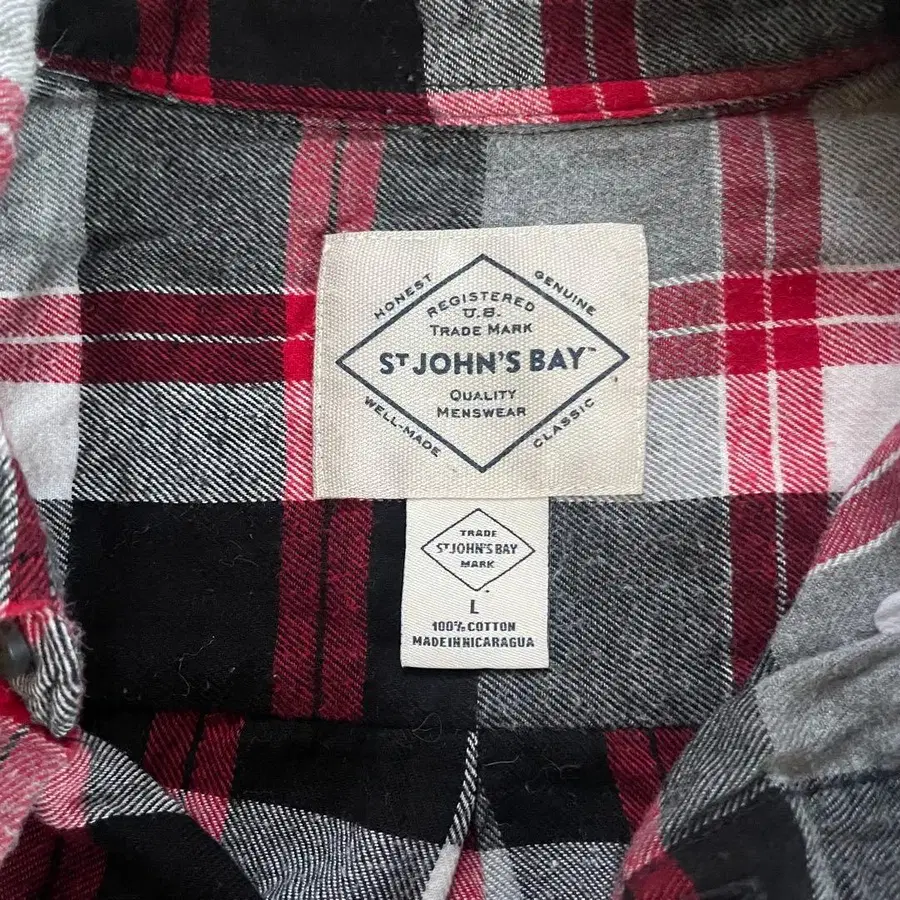 HONEST
GENUINE
REGISTERED
U.S.
TRADE MARK
ST JOHN'S BAY™
QUALITY
MENSWEAR
WELL-MADE
CLASSIC
TRADE
ST JOHN'S BAY
MARK
L
100% COTTON
MADE IN NICARAGUA